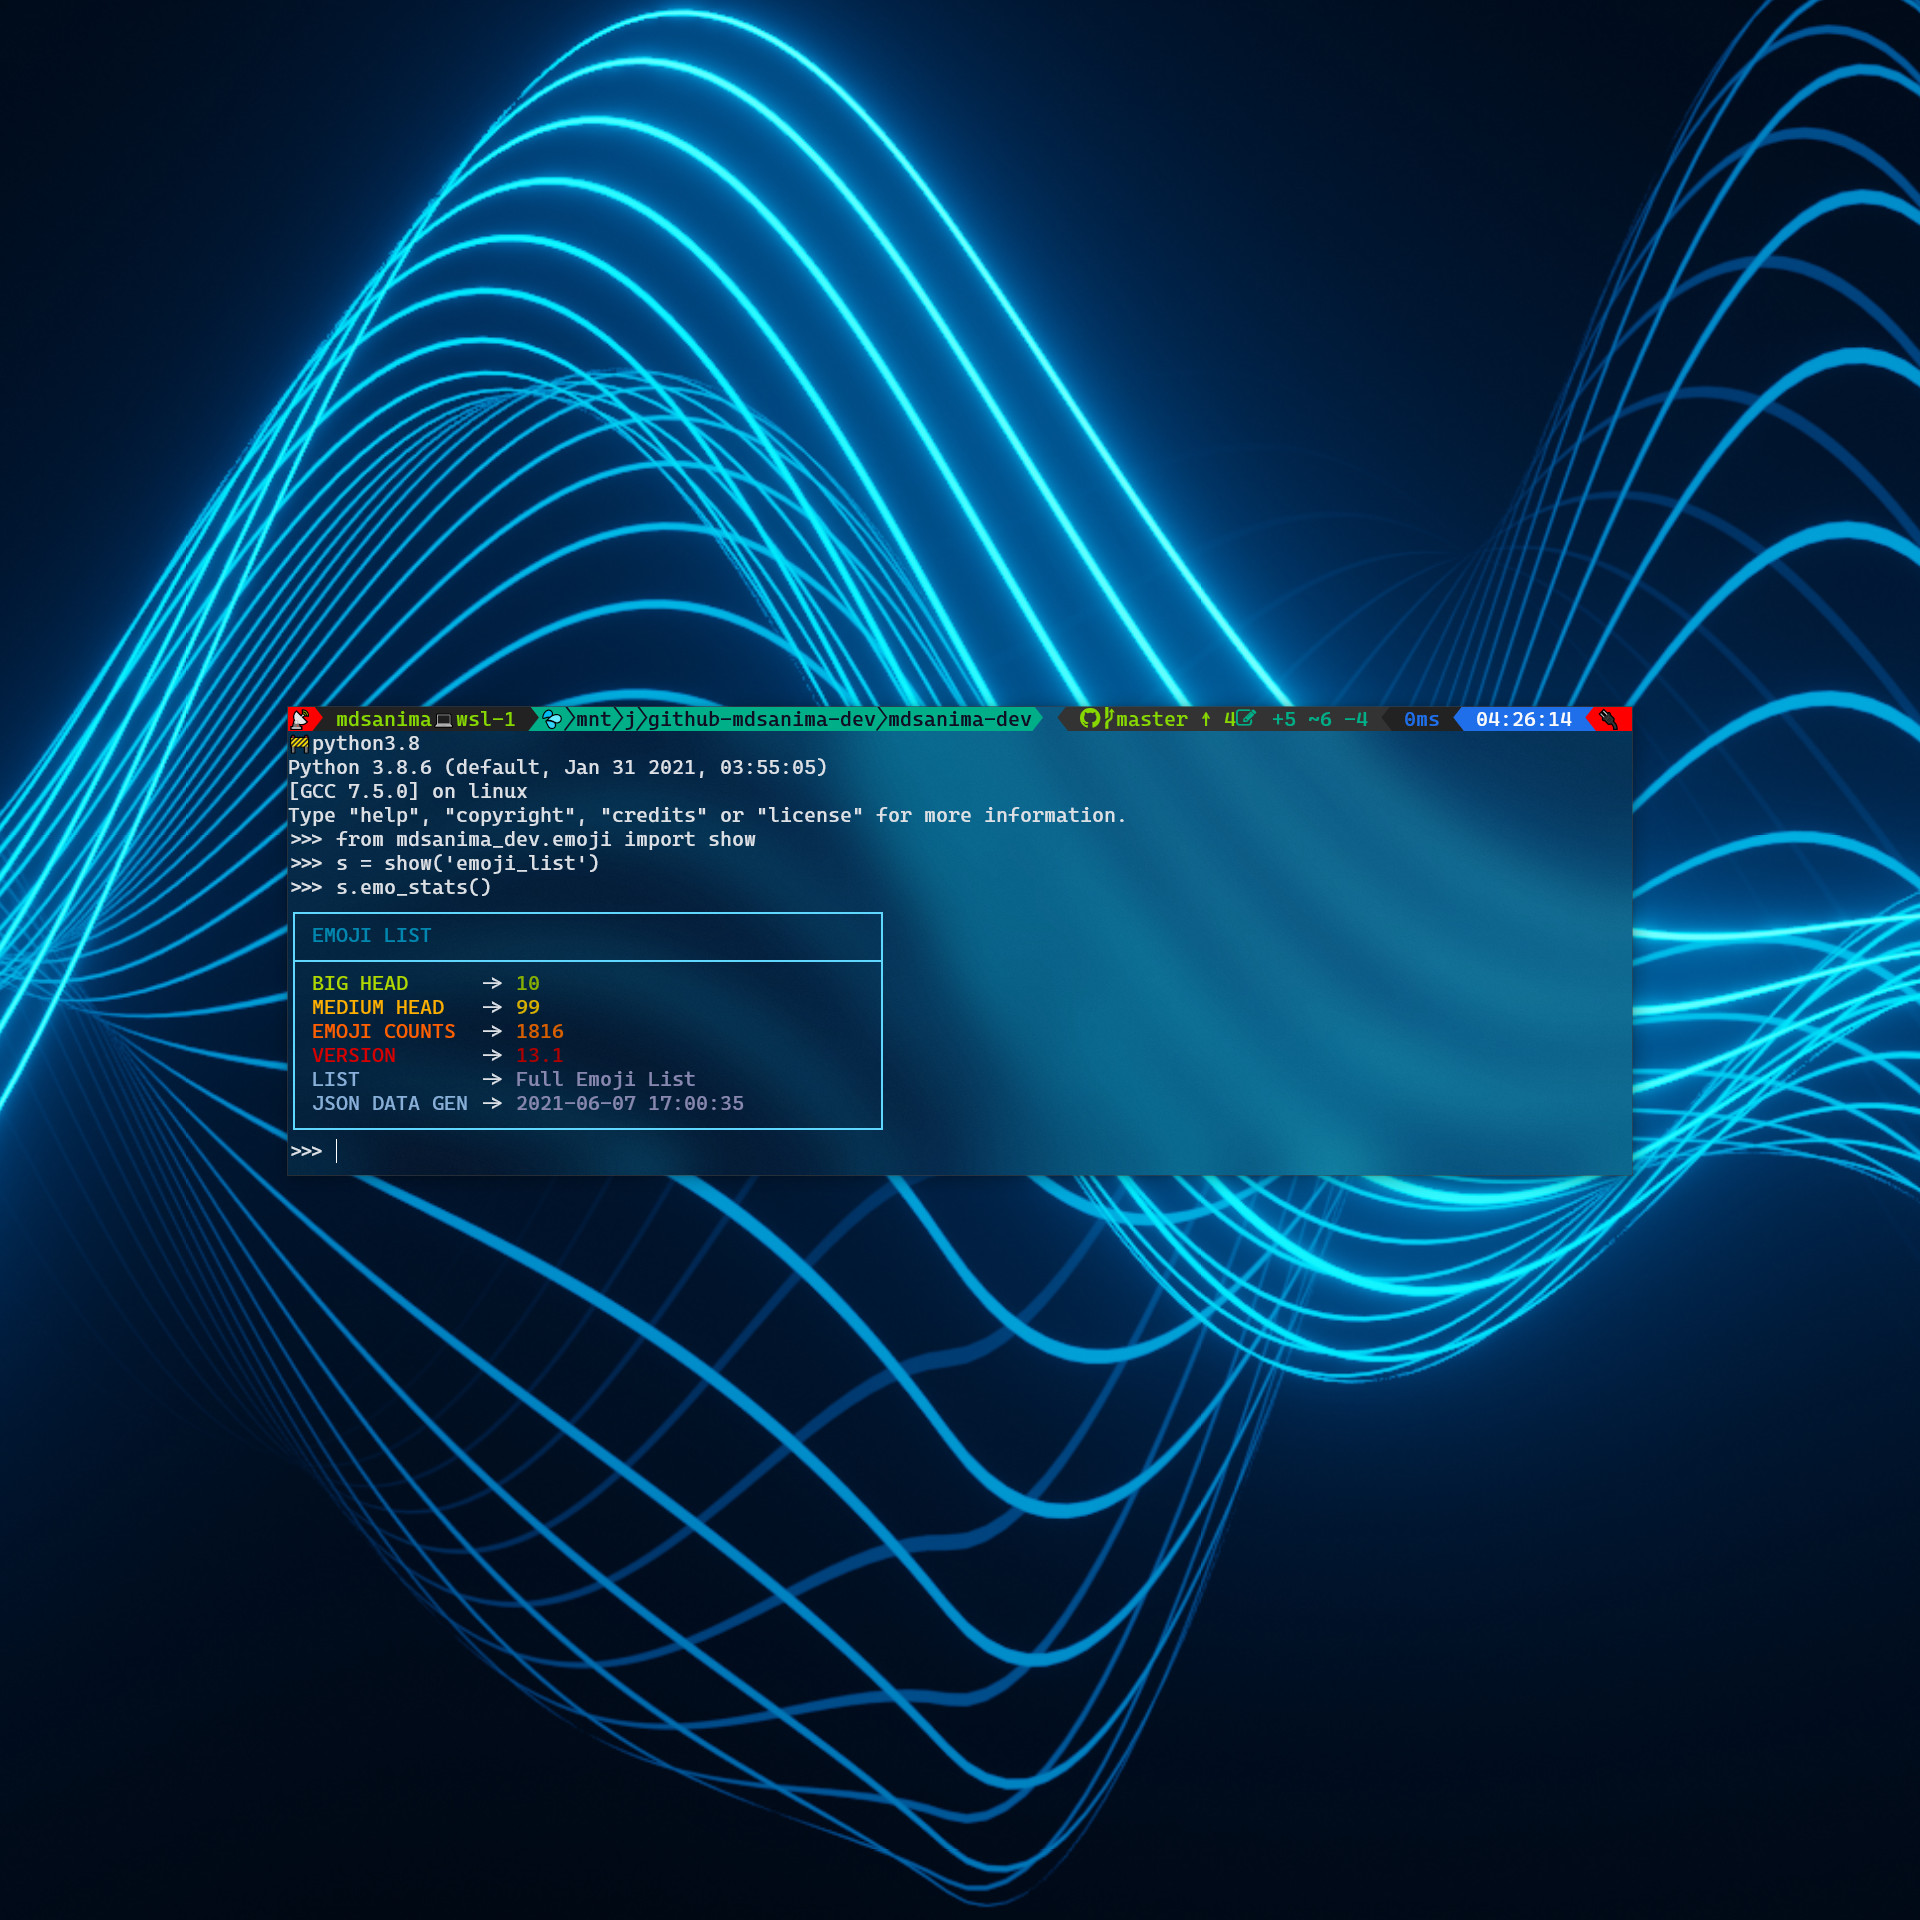 mdsanima wsl-1 mnt j github-mdsanima-dev mdsanima-dev master ↑ 4 +5 ~6 -4 0ms 04:26:14
python3.8
Python 3.8.6 (default, Jan 31 2021, 03:55:05)
[GCC 7.5.0] on linux
Type "help", "copyright", "credits" or "license" for more information.
>>> from mdsanima_dev.emoji import show
>>> s = show('emoji_list')
>>> s.emo_stats()
EMOJI LIST
BIG HEAD → 10
MEDIUM HEAD → 99
EMOJI COUNTS → 1816
VERSION → 13.1
LIST → Full Emoji List
JSON DATA GEN → 2021-06-07 17:00:35
>>>